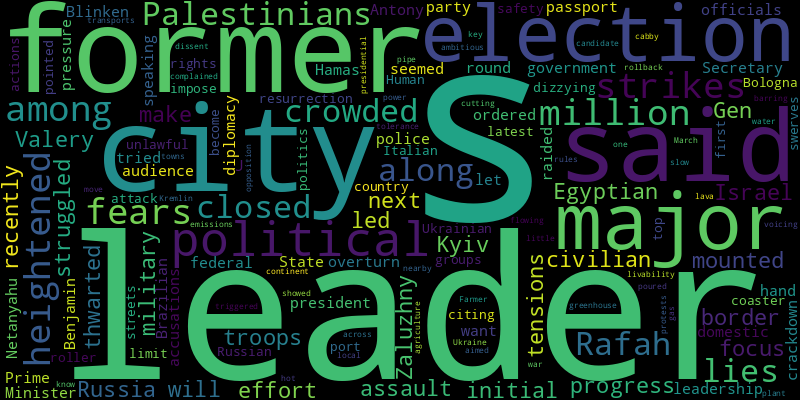 Blinken
transports
actions
pointed
pressure
former
dissent
speaking
Palestinians
Antony
party
safety
passport
officials
election
key
ambitious
candidate
cabby
rollback
Secretary
rights
complained
impose
Hamas
presidential
pipe
seemed
Human
round
government
dizzying
strikes
Bologna
among
make
resurrection
crowded
power
S
cutting
ordered
latest
million
Gen
water
swerves
Valery
unlawful
tried
towns
audience
become
diplomacy
opposition
city
politics
tolerance
police
Italian
along
let
raided
one
rules
March
slow
said
first
recently
heightened
struggled
attack
Kremlin
move
fears
closed
country
next
led
Egyptian
Israel
lava
major
top
voicing
flowing
little
emissions
political
Ukrainian
Kyiv
groups
civilian
tensions
mounted
Netanyahu
Benjamin
thwarted
military
streets
Brazilian
accusations
federal
State
continent
overturn
president
showed
nearby
livability
poured
coaster
hand
leader
triggered
Zaluzhny
agriculture
Farmer
citing
want
Ukraine
aimed
greenhouse
protests
gas
border
domestic
focus
crackdown
roller
limit
troops
Russian
port
across
local
war
Rafah
lies
Prime
Minister
know
Russia
will
hot
effort
assault
initial
progress
leadership
plant